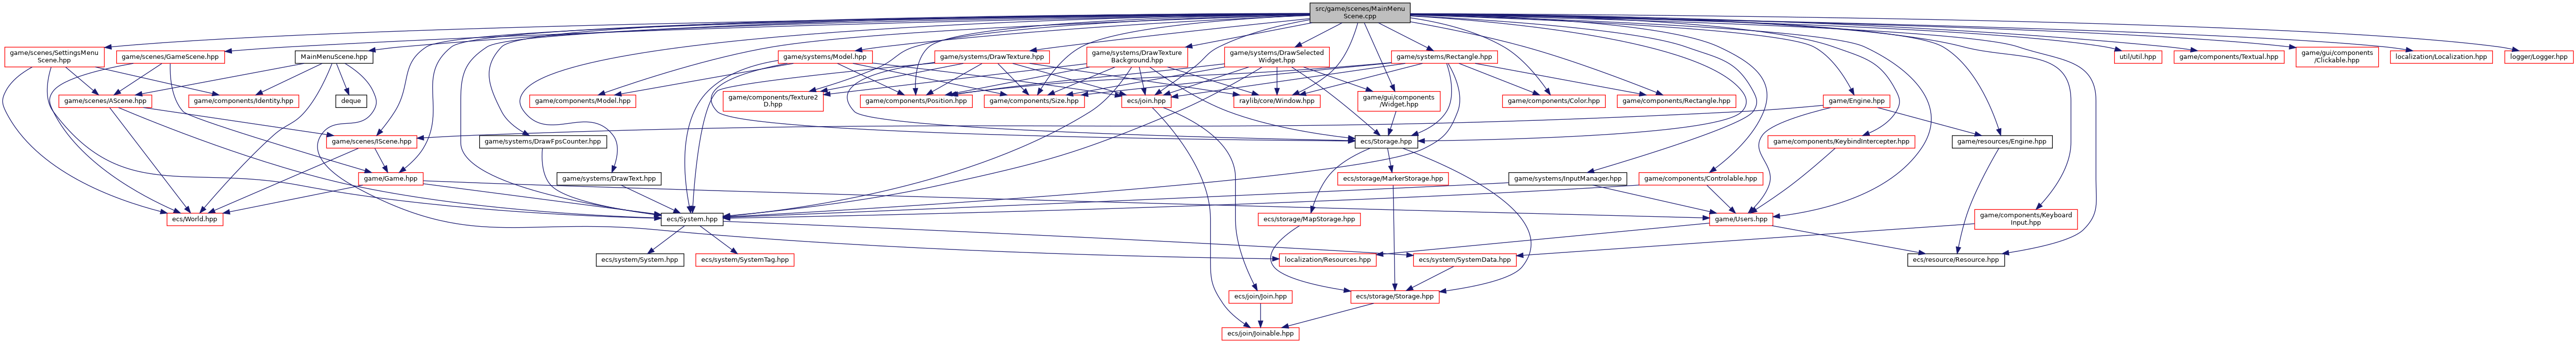 src/game/scenes/MainMenu
Scene.cpp
game/scenes/SettingsMenu
Scene.hpp
game/scenes/GameScene.hpp
MainMenuScene.hpp
game/systems/Model.hpp
game/systems/DrawTexture.hpp
game/systems/DrawTexture
Background.hpp
game/systems/DrawSelected
Widget.hpp
game/systems/Rectangle.hpp
util/util.hpp
game/components/Textual.hpp
game/gui/components
/Clickable.hpp
localization/Localization.hpp
logger/Logger.hpp
game/scenes/AScene.hpp
game/components/Identity.hpp
deque
game/components/Model.hpp
game/components/Texture2
D.hpp
game/components/Position.hpp
game/components/Size.hpp
ecs/join.hpp
raylib/core/Window.hpp
game/gui/components
/Widget.hpp
game/components/Color.hpp
game/components/Rectangle.hpp
game/Engine.hpp
game/scenes/IScene.hpp
game/systems/DrawFpsCounter.hpp
ecs/Storage.hpp
game/components/KeybindIntercepter.hpp
game/resources/Engine.hpp
game/Game.hpp
game/systems/DrawText.hpp
ecs/storage/MarkerStorage.hpp
game/systems/InputManager.hpp
game/components/Controlable.hpp
ecs/World.hpp
ecs/System.hpp
ecs/storage/MapStorage.hpp
game/Users.hpp
game/components/Keyboard
Input.hpp
ecs/system/System.hpp
ecs/system/SystemTag.hpp
localization/Resources.hpp
ecs/system/SystemData.hpp
ecs/resource/Resource.hpp
ecs/join/Join.hpp
ecs/storage/Storage.hpp
ecs/join/Joinable.hpp